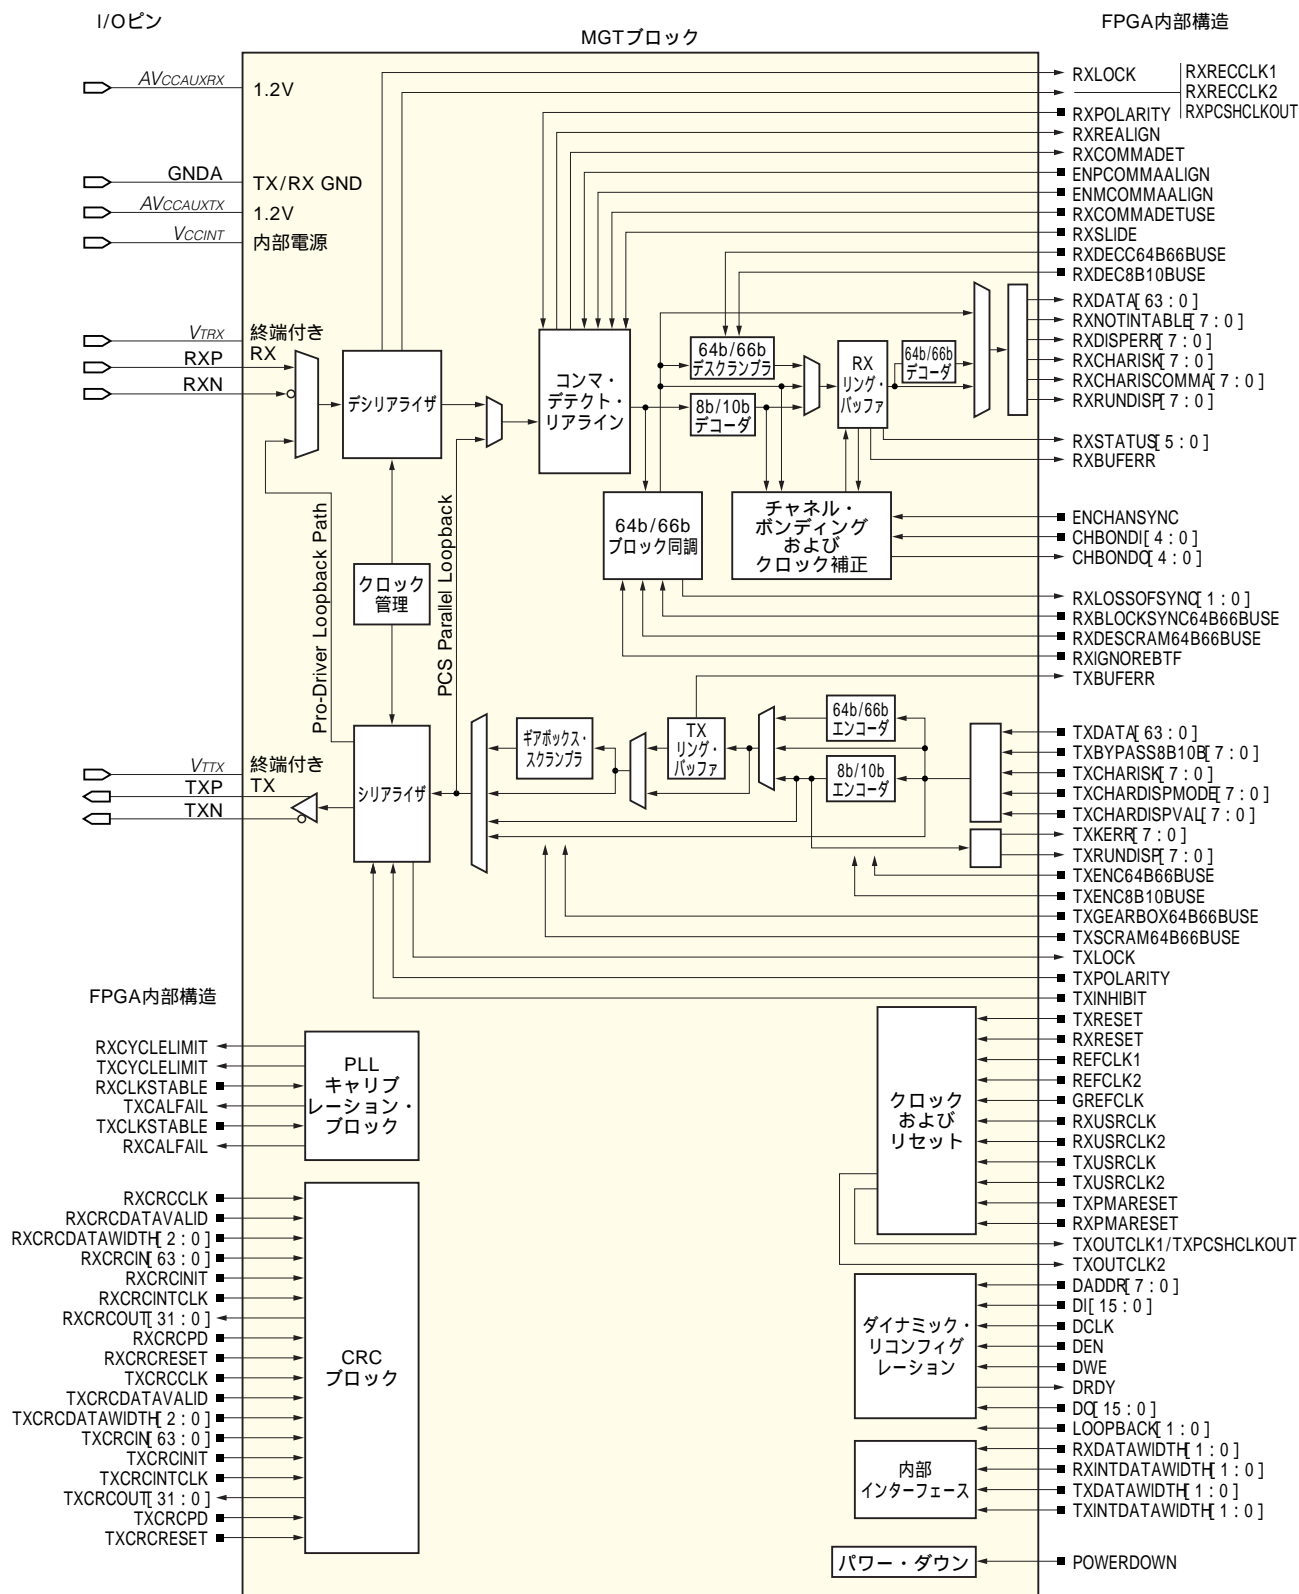 I/Oピン
FPGA内部構造
MGTブロック
AVCCAUXRX
1.2V
GNDA
TX/RX GND
AVCCAUXTX
1.2V
VCCINT
内部電源
VTRX
終端付き
RXP
RX
RXN
デシリアライザ
コンマ・
デテクト・
リアライン
64b/66b
デスクランブラ
8b/10b
デコーダ
RX
リング・
バッファ
64b/66b
デコーダ
64b/66b
ブロック同調
チャネル・
ボンディング
および
クロック補正
クロック
管理
Pro-Driver Loopback Path
PCS Parallel Loopback
RXLOCK
RXRECCLK1
RXRECCLK2
RXPCSHCLKOUT
RXPOLARITY
RXREALIGN
RXCOMMADET
ENPCOMMAALIGN
ENMCOMMAALIGN
RXCOMMADETUSE
RXSLIDE
RXDECC64B66BUSE
RXDEC8B10BUSE
RXDATA[63:0]
RXNOTINTABLE[7:0]
RXDISPERR[7:0]
RXCHARISK[7:0]
RXCHARISCOMMA[7:0]
RXRUNDISP[7:0]
RXSTATUS[5:0]
RXBUFERR
ENCHANSYNC
CHBONDI[4:0]
CHBONDO[4:0]
RXLOSSOFSYNC[1:0]
RXBLOCKSYNC64B66BUSE
RXDESCRAM64B66BUSE
RXIGNOREBTF
TXBUFERR
VTTX
終端付き
TXP
TX
TXN
シリアライザ
ギアボックス・
スクランブラ
TX
リング・
バッファ
64b/66b
エンコーダ
8b/10b
エンコーダ
TXDATA[63:0]
TXBYPASS8B10B[7:0]
TXCHARISK[7:0]
TXCHARDISPMODE[7:0]
TXCHARDISPVAL[7:0]
TXKERR[7:0]
TXRUNDISP[7:0]
TXENC64B66BUSE
TXENC8B10BUSE
TXGEARBOX64B66BUSE
TXSCRAM64B66BUSE
TXLOCK
TXPOLARITY
TXINHIBIT
FPGA内部構造
RXCYCLELIMIT
TXCYCLELIMIT
RXCLKSTABLE
TXCALFAIL
TXCLKSTABLE
RXCALFAIL
PLL
キャリブ
レーション・
ブロック
クロック
および
リセット
TXRESET
RXRESET
REFCLK1
REFCLK2
GREFCLK
RXUSRCLK
RXUSRCLK2
TXUSRCLK
TXUSRCLK2
TXPMARESET
RXPMARESET
TXOUTCLK1/TXPCSHCLKOUT
TXOUTCLK2
RXCRCCLK
RXCRCDATAVALID
RXCRCDATAWIDTH[2:0]
RXCRCIN[63:0]
RXCRCINIT
RXCRCINTCLK
RXCRCOUT[31:0]
RXCRCPD
RXCRCRESET
TXCRCCLK
TXCRCDATAVALID
TXCRCDATAWIDTH[2:0]
TXCRCIN[63:0]
TXCRCINIT
TXCRCINTCLK
TXCRCOUT[31:0]
TXCRCPD
TXCRCRESET
CRC
ブロック
ダイナミック・
リコンフィグ
レーション
DADDR[7:0]
DI[15:0]
DCLK
DEN
DWE
DRDY
DO[15:0]
LOOPBACK[1:0]
内部
インターフェース
RXDATAWIDTH[1:0]
RXINTDATAWIDTH[1:0]
TXDATAWIDTH[1:0]
TXINTDATAWIDTH[1:0]
パワー・ダウン
POWERDOWN